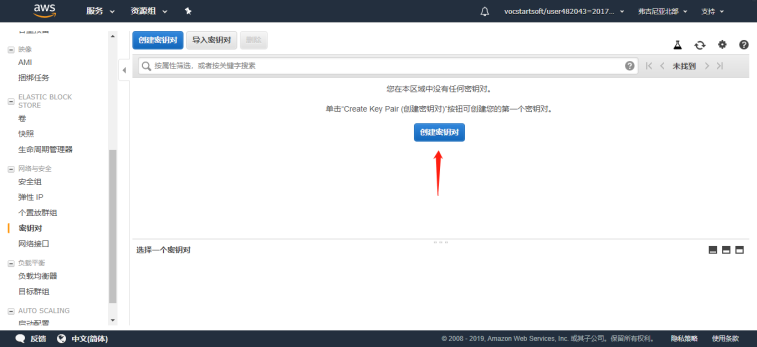 aws
服务
资源组
vocstartsoft/user482043=2017...
弗吉尼亚北部
支持
映像
AMI
捆绑任务
ELASTIC BLOCK
STORE
卷
快照
生命周期管理器
网络与安全
安全组
弹性 IP
个置放群组
密钥对
网络接口
负载平衡
负载均衡器
目标群组
AUTO SCALING
启动配置
创建密钥对
导入密钥对
删除
按属性筛选，或者按关键字搜索
未找到
您在本区域中没有任何密钥对。
单击"Create Key Pair (创建密钥对)"按钮可创建您的第一个密钥对。
创建密钥对
选择一个密钥对
反馈
中文(简体)
© 2008 - 2019, Amazon Web Services, Inc. 或其子公司。保留所有权利。
隐私策略
使用条款